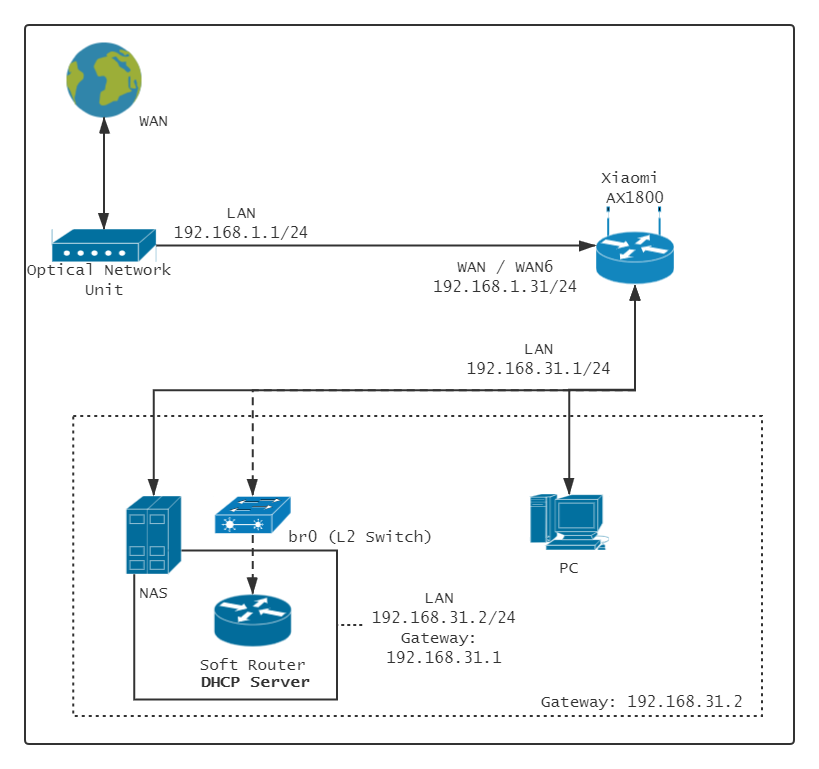 WAN
Xiaomi
AX1800
LAN
192.168.1.1/24
Optical Network
Unit
WAN / WAN6
192.168.1.31/24
LAN
192.168.31.1/24
br0 (L2 Switch)
PC
NAS
LAN
192.168.31.2/24
Gateway:
192.168.31.1
Soft Router
DHCP Server
Gateway: 192.168.31.2